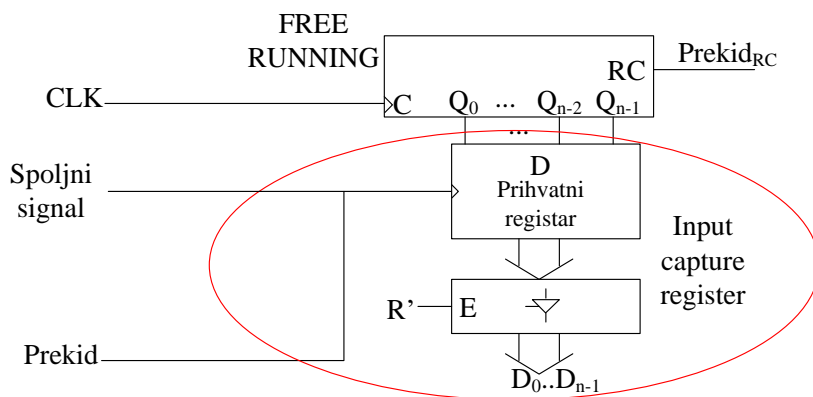 FREE
RUNNING
RC
Prekid_RC
CLK
C Q_0 ... Q_n-2 Q_n-1
...
Spoljni
signal
D
Prihvatni
registar
Input
capture
register
R' E
Prekid
D_0..D_n-1